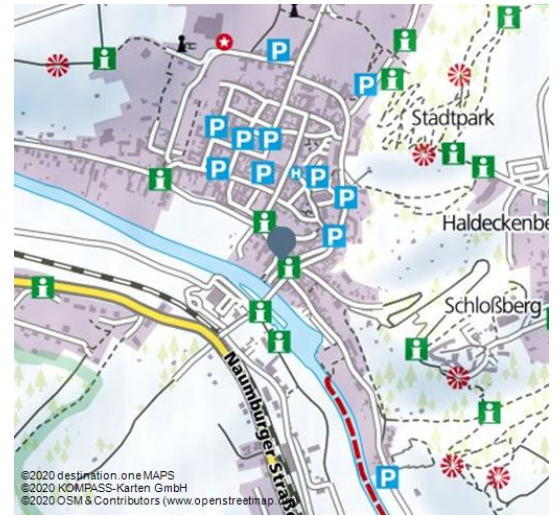 Stadtpark
Haldeckenbe
Schloßberg
Naumburger Straße
©2020 destination.one MAPS
©2020 KOMPASS-Karten GmbH
©2020 OSM & Contributors (www.openstreetmap.